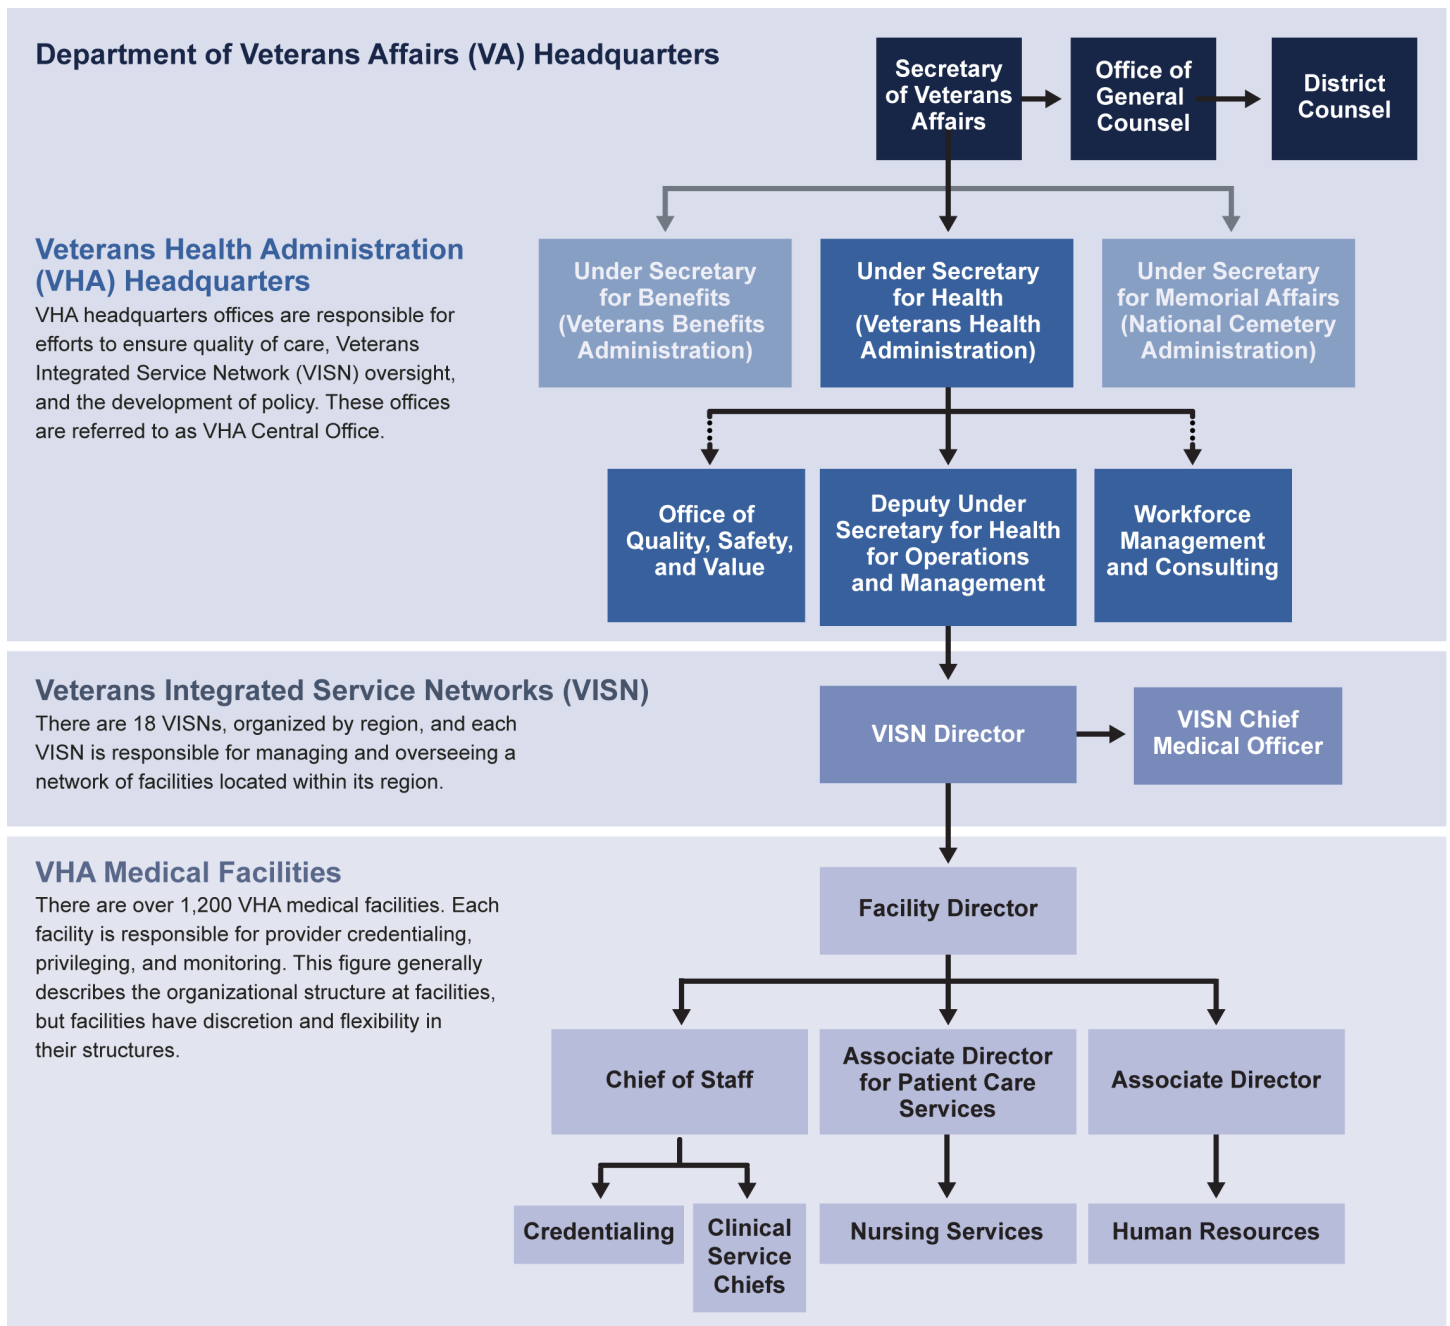 Department of Veterans Affairs (VA) Headquarters
Secretary
of Veterans
Affairs
Office of
General
Counsel
District
Counsel
Veterans Health Administration
(VHA) Headquarters
VHA headquarters offices are responsible for
efforts to ensure quality of care, Veterans
Integrated Service Network (VISN) oversight,
and the development of policy. These offices
are referred to as VHA Central Office.
Under Secretary
for Benefits
(Veterans Benefits
Administration)
Under Secretary
for Health
(Veterans Health
Administration)
Under Secretary
for Memorial Affairs
(National Cemetery
Administration)
Office of
Quality, Safety,
and Value
Deputy Under
Secretary for Health
for Operations
and Management
Workforce
Management
and Consulting
Veterans Integrated Service Networks (VISN)
There are 18 VISNs, organized by region, and each
VISN is responsible for managing and overseeing a
network of facilities located within its region.
VISN Director
VISN Chief
Medical Officer
VHA Medical Facilities
There are over 1,200 VHA medical facilities. Each
facility is responsible for provider credentialing,
privileging, and monitoring. This figure generally
describes the organizational structure at facilities,
but facilities have discretion and flexibility in
their structures.
Facility Director
Chief of Staff
Associate Director
for Patient Care
Services
Associate Director
Credentialing
Clinical
Service
Chiefs
Nursing Services
Human Resources